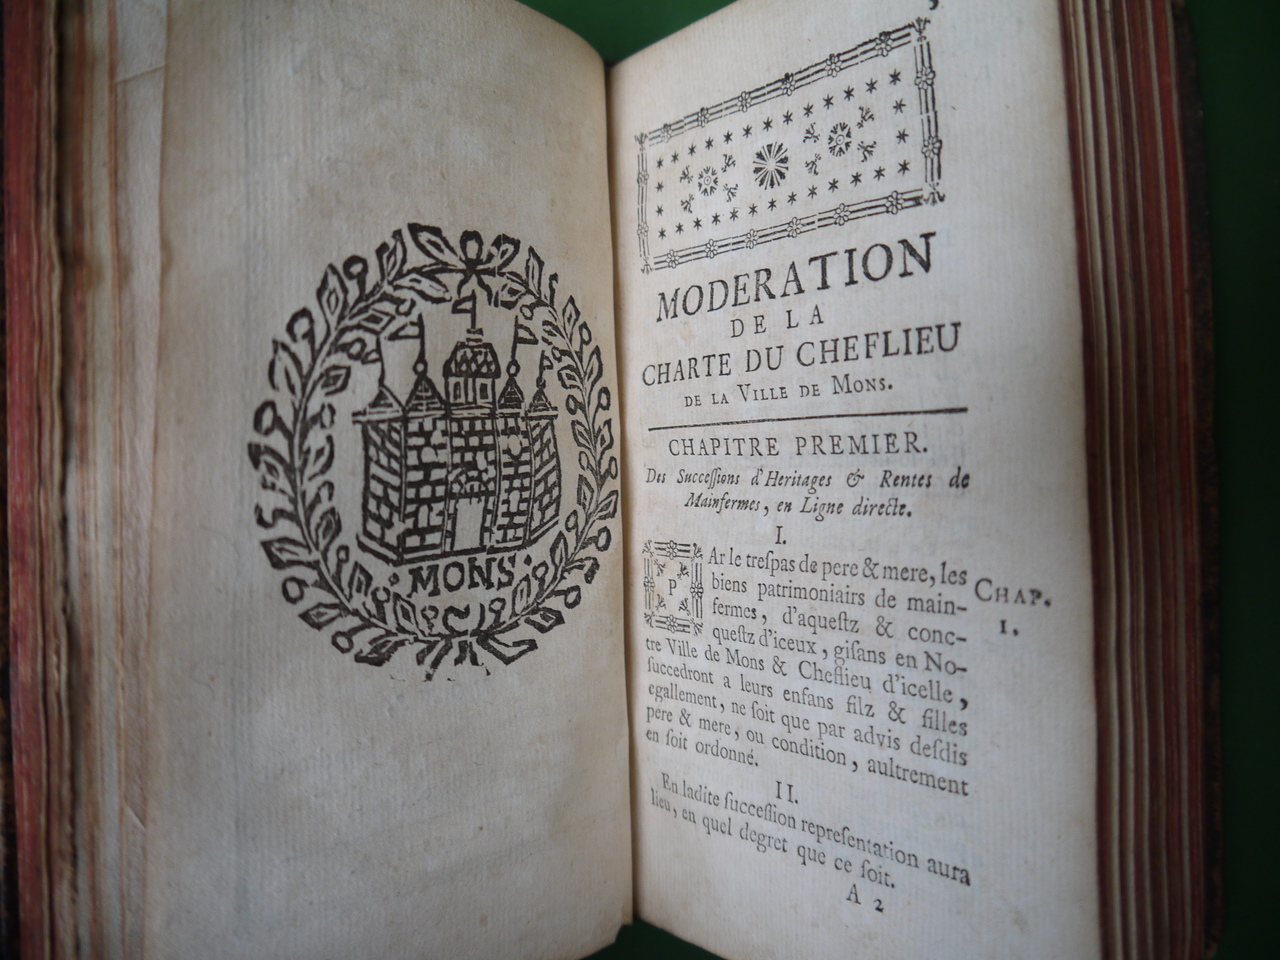 MONS
MODERATION
DE LA
CHARTE DU CHEFLIEU
DE LA VILLE DE MONS.
CHAPITRE PREMIER.
Des Succeſſions d'Heritages & Rentes de
Mainfermes, en Ligne directe.
I.
PAr le treſpas de pere & mere, les
biens patrimoniairs de main-
fermes, d'aqueſtz & conc-
queſtz d'iceux, giſans en No-
tre Ville de Mons & Cheflieu d'icelle,
ſuccedront a leurs enfans filz & filles
egallement, ne ſoit que par advis deſdis
pere & mere, ou condition, aultrement
en ſoit ordonné.
CHAP.
I.
II.
En ladite ſucceſſion repreſentation aura
lieu, en quel degret que ce ſoit.
A 2